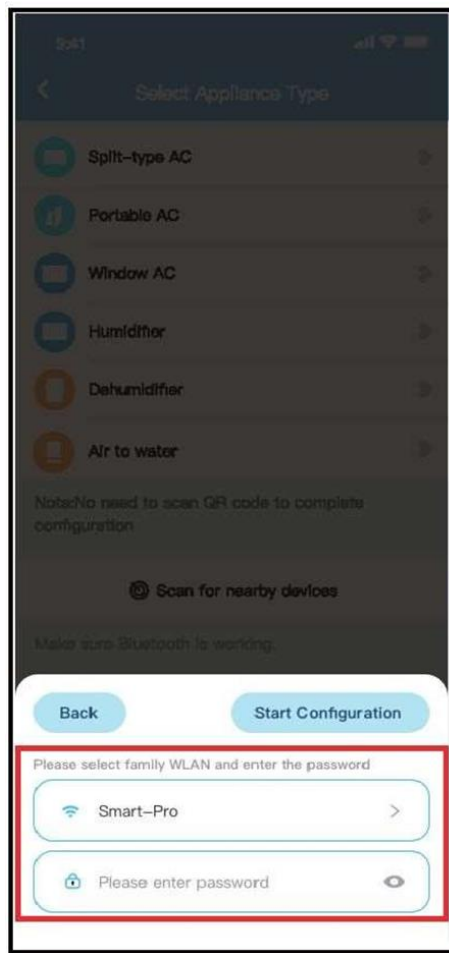 9:41
Select Appliance Type
Split-type AC
Portable AC
Window AC
Humidifier
Dehumidifier
Air to water
Note:No need to scan QR code to complete
configuration
Scan for nearby devices
Make sure Bluetooth is working.
Back
Start Configuration
Please select family WLAN and enter the password
Smart-Pro
Please enter password